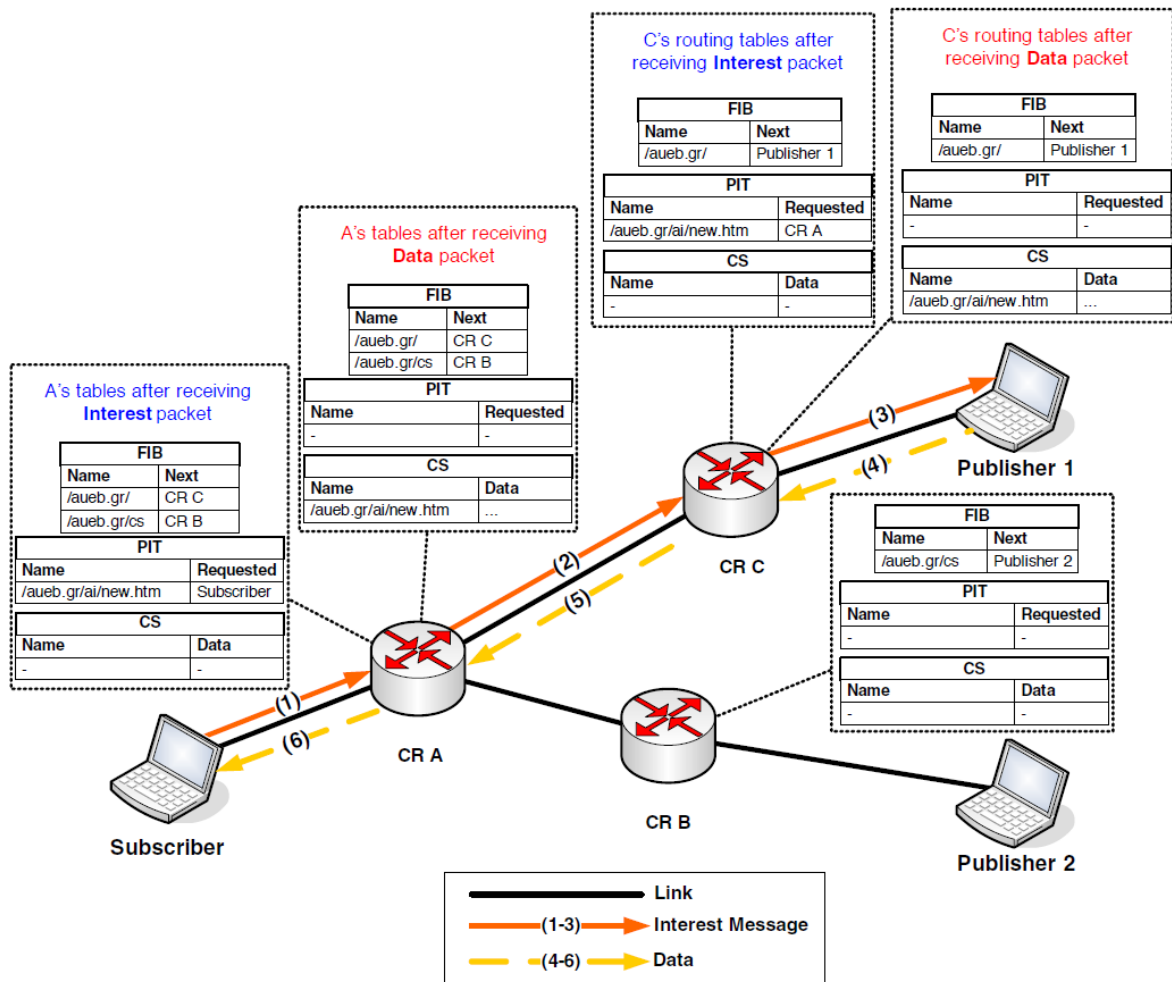 C's routing tables after
receiving Interest packet
FIB
Name Next
/aueb.gr/ Publisher 1
PIT
Name Requested
/aueb.gr/ai/new.htm CR A
CS
Name Data
- -
C's routing tables after
receiving Data packet
FIB
Name Next
/aueb.gr/ Publisher 1
PIT
Name Requested
- -
CS
Name Data
/aueb.gr/ai/new.htm ...
A's tables after receiving
Data packet
FIB
Name Next
/aueb.gr/ CR C
/aueb.gr/cs CR B
PIT
Name Requested
- -
CS
Name Data
/aueb.gr/ai/new.htm ...
A's tables after receiving
Interest packet
FIB
Name Next
/aueb.gr/ CR C
/aueb.gr/cs CR B
PIT
Name Requested
/aueb.gr/ai/new.htm Subscriber
CS
Name Data
- -
(3)
(4)
Publisher 1
CR C
(2)
(5)
FIB
Name Next
/aueb.gr/cs Publisher 2
PIT
Name Requested
- -
CS
Name Data
- -
(1)
(6)
CR A
Subscriber
CR B
Publisher 2
Link
(1-3) Interest Message
(4-6) Data